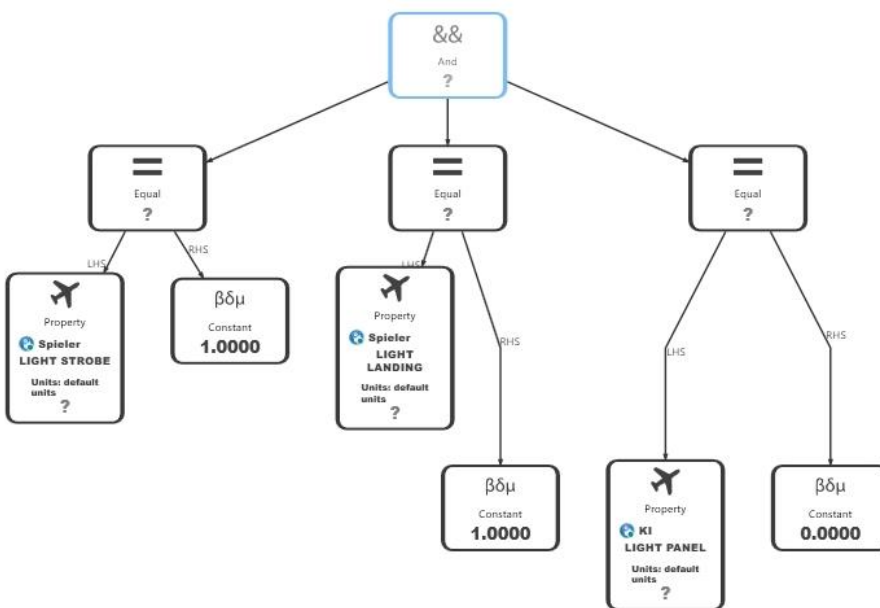 &&
And
?
=
Equal
?
=
Equal
?
=
Equal
?
LHS
RHS
LHS
RHS
LHS
RHS
Property
Spieler
LIGHT STROBE
Units: default
units
?
βδμ
Constant
1.0000
Property
Spieler
LIGHT
LANDING
Units: default
units
?
βδμ
Constant
1.0000
Property
KI
LIGHT PANEL
Units: default
units
?
βδμ
Constant
0.0000